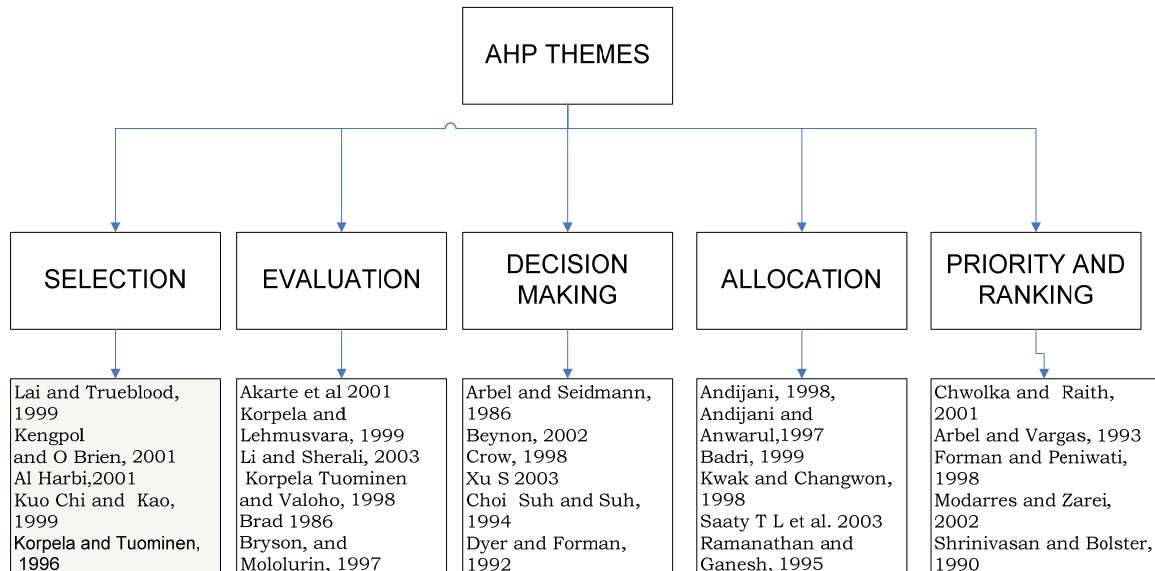 AHP THEMES
SELECTION
EVALUATION
DECISION
MAKING
ALLOCATION
PRIORITY AND
RANKING
Lai and Trueblood,
1999
Kengpol
and O Brien, 2001
Al Harbi,2001
Kuo Chi and Kao,
1999
Korpela and Tuominen,
1996
Akarte et al 2001
Korpela and
Lehmusvara, 1999
Li and Sherali, 2003
Korpela Tuominen
and Valoho, 1998
Brad 1986
Bryson, and
Mololurin, 1997
Arbel and Seidmann,
1986
Beynon, 2002
Crow, 1998
Xu S 2003
Choi Suh and Suh,
1994
Dyer and Forman,
1992
Andijani, 1998,
Andijani and
Anwarul,1997
Badri, 1999
Kwak and Changwon,
1998
Saaty T L et al. 2003
Ramanathan and
Ganesh, 1995
Chwolka and Raith,
2001
Arbel and Vargas, 1993
Forman and Peniwati,
1998
Modarres and Zarei,
2002
Shrinivasan and Bolster,
1990